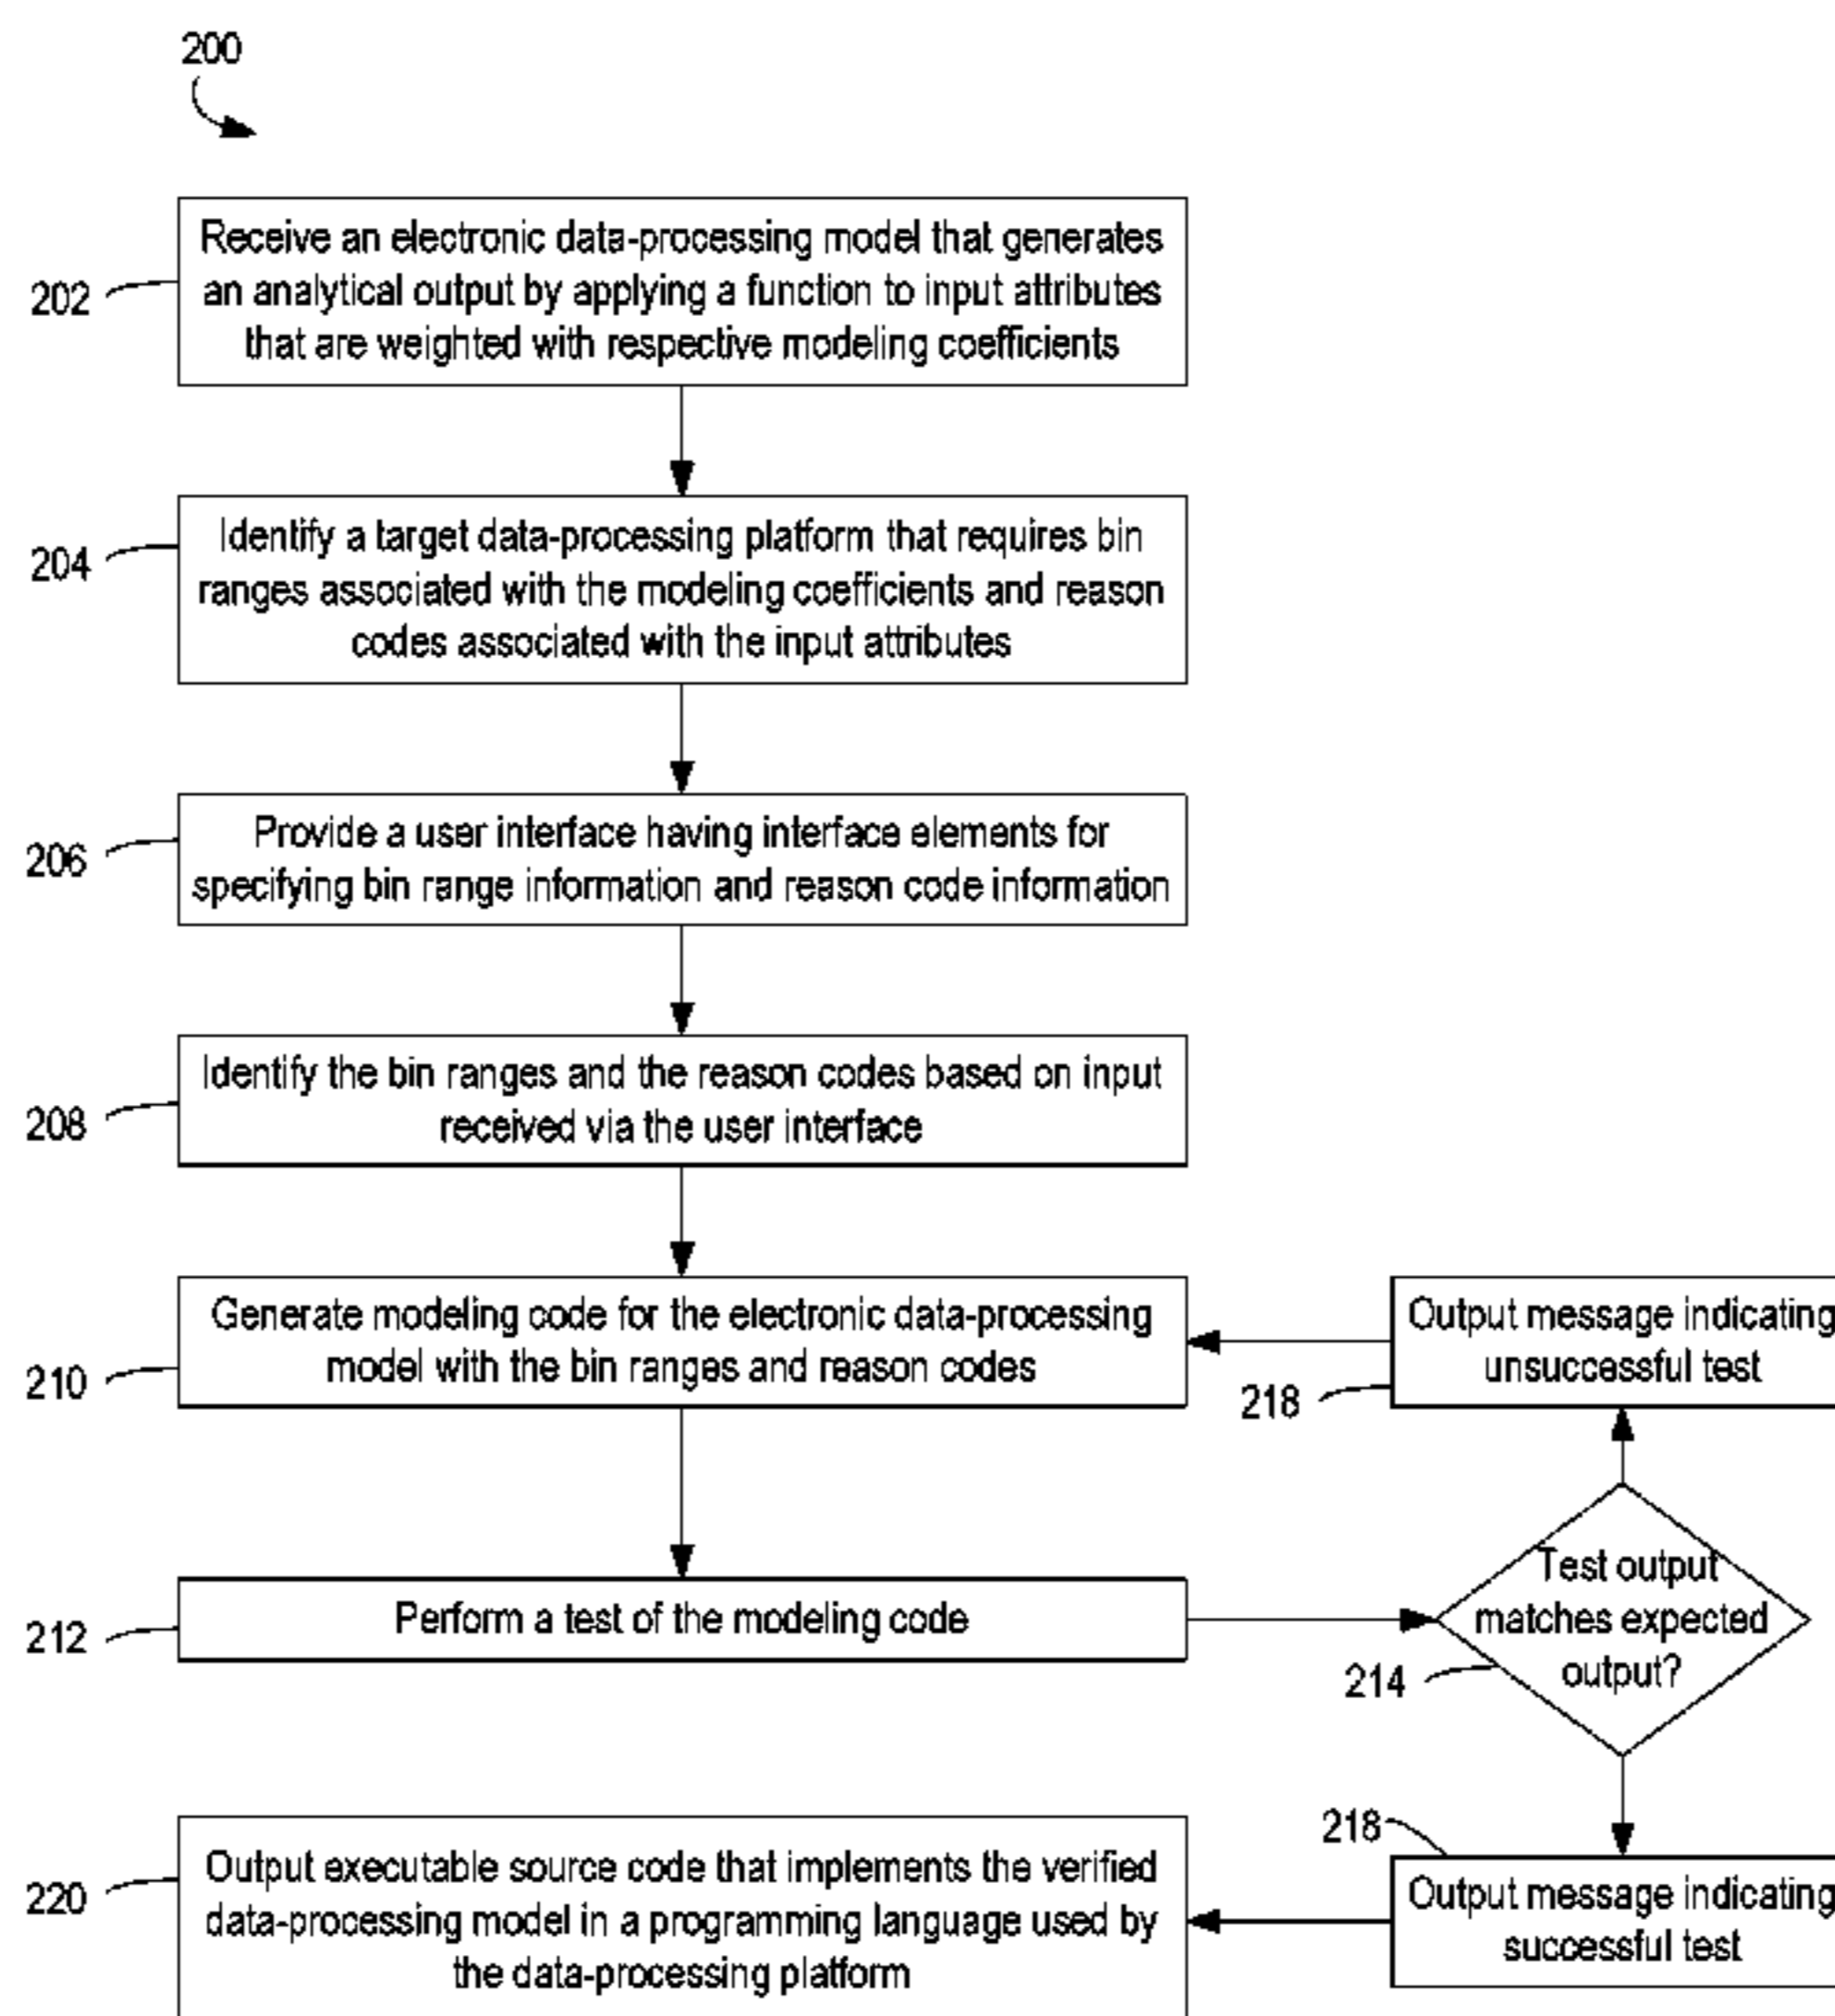 200
202
Receive an electronic data-processing model that generates
an analytical output by applying a function to input attributes
that are weighted with respective modeling coefficients
204
Identify a target data-processing platform that requires bin
ranges associated with the modeling coefficients and reason
codes associated with the input attributes
206
Provide a user interface having interface elements for
specifying bin range information and reason code information
208
Identify the bin ranges and the reason codes based on input
received via the user interface
210
Generate modeling code for the electronic data-processing
model with the bin ranges and reason codes
218
Output message indicating
unsuccessful test
212
Perform a test of the modeling code
214
Test output
matches expected
output?
218
Output message indicating
successful test
220
Output executable source code that implements the verified
data-processing model in a programming language used by
the data-processing platform